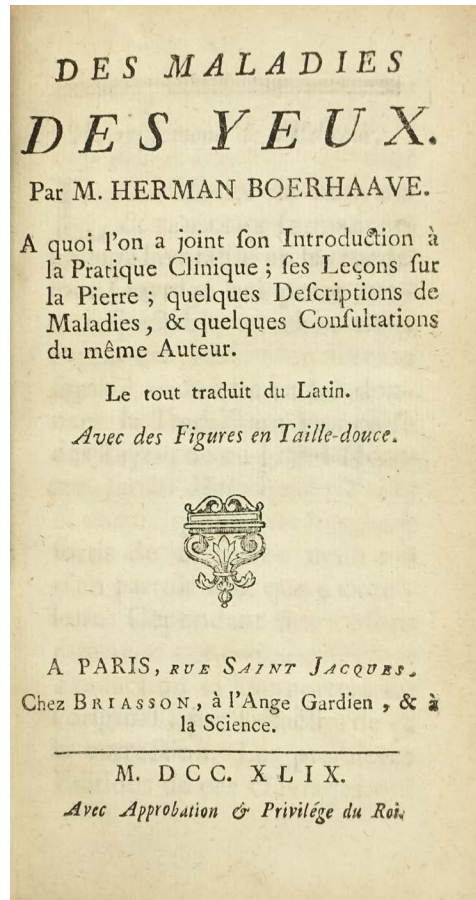 DES MALADIES
DES YEUX.
Par M. HERMAN BOERHAAVE.
A quoi l'on a joint ſon Introduction à
la Pratique Clinique ; ſes Leçons ſur
la Pierre ; quelques Deſcriptions de
Maladies, & quelques Conſultations
du même Auteur.
Le tout traduit du Latin.
Avec des Figures en Taille-douce.
A PARIS, RUE SAINT JACQUES.
Chez BRIASSON, à l'Ange Gardien, & à
la Science.
M. DCC. XLIX.
Avec Approbation & Privilége du Roi.